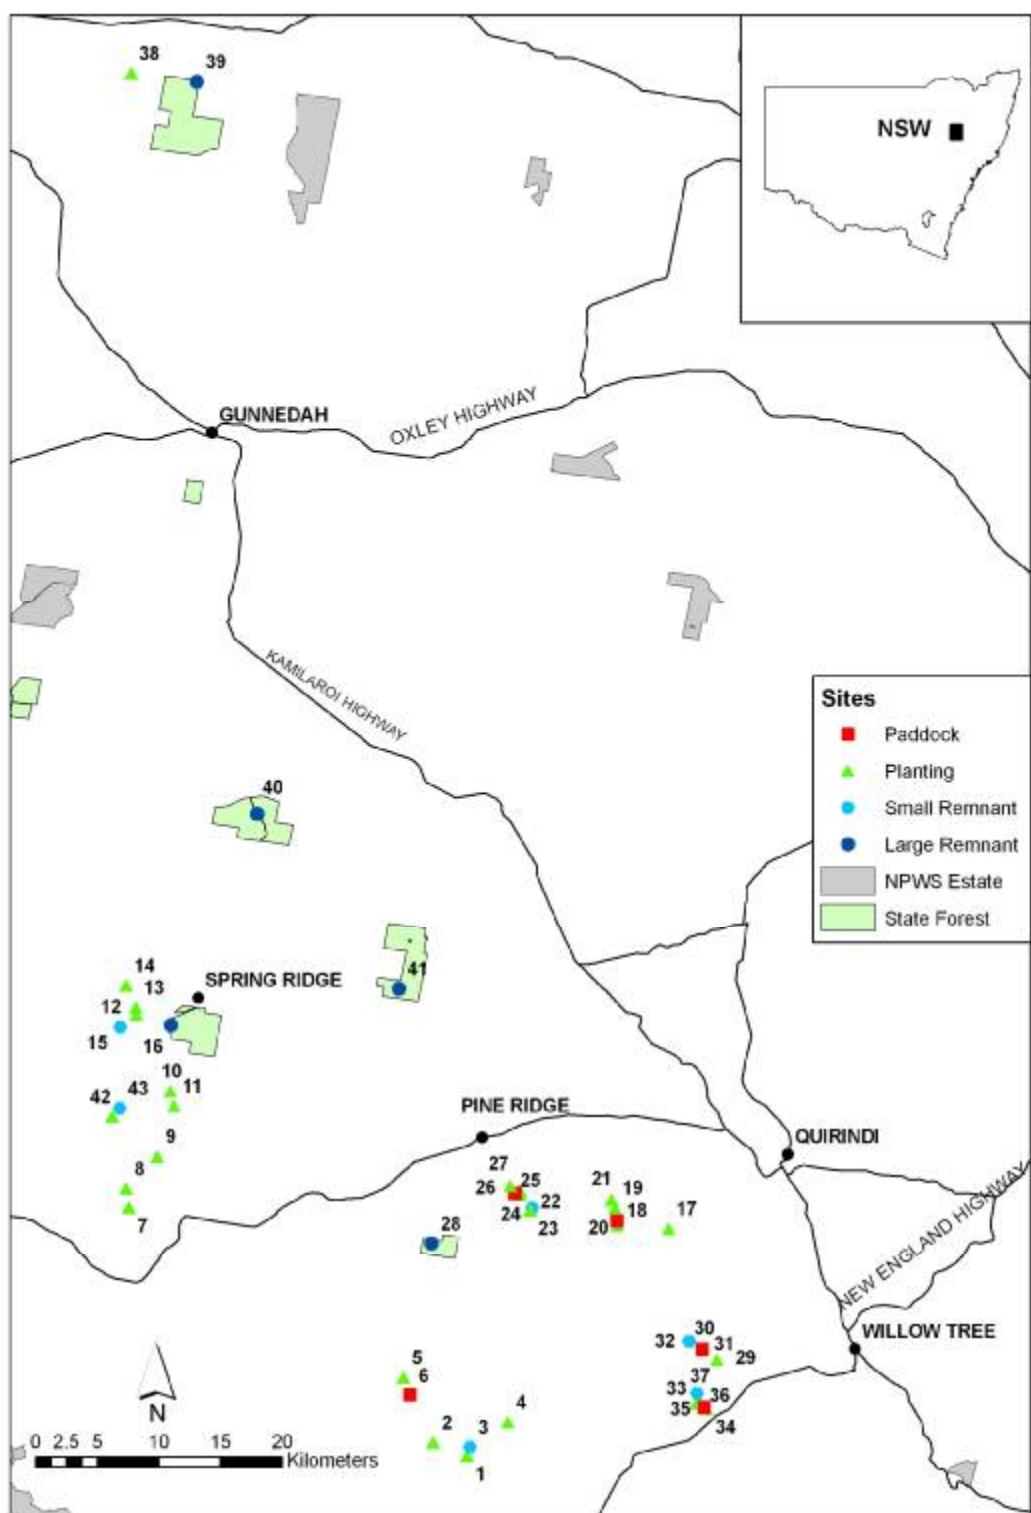 38
39
NSW
GUNNEDAH
OXLEY HIGHWAY
KAMILAROI HIGHWAY
Sites
Paddock
Planting
Small Remnant
Large Remnant
NPWS Estate
State Forest
40
41
14
SPRING RIDGE
13
12
15
16
10
11
42
43
PINE RIDGE
QUIRINDI
9
8
7
27
25
26
22
24
23
21
19
18
20
17
28
NEW ENGLAND HIGHWAY
WILLOW TREE
30
32
31
29
37
33
36
35
34
5
6
4
2
3
1
N
0 2.5 5 10 15 20
Kilometers